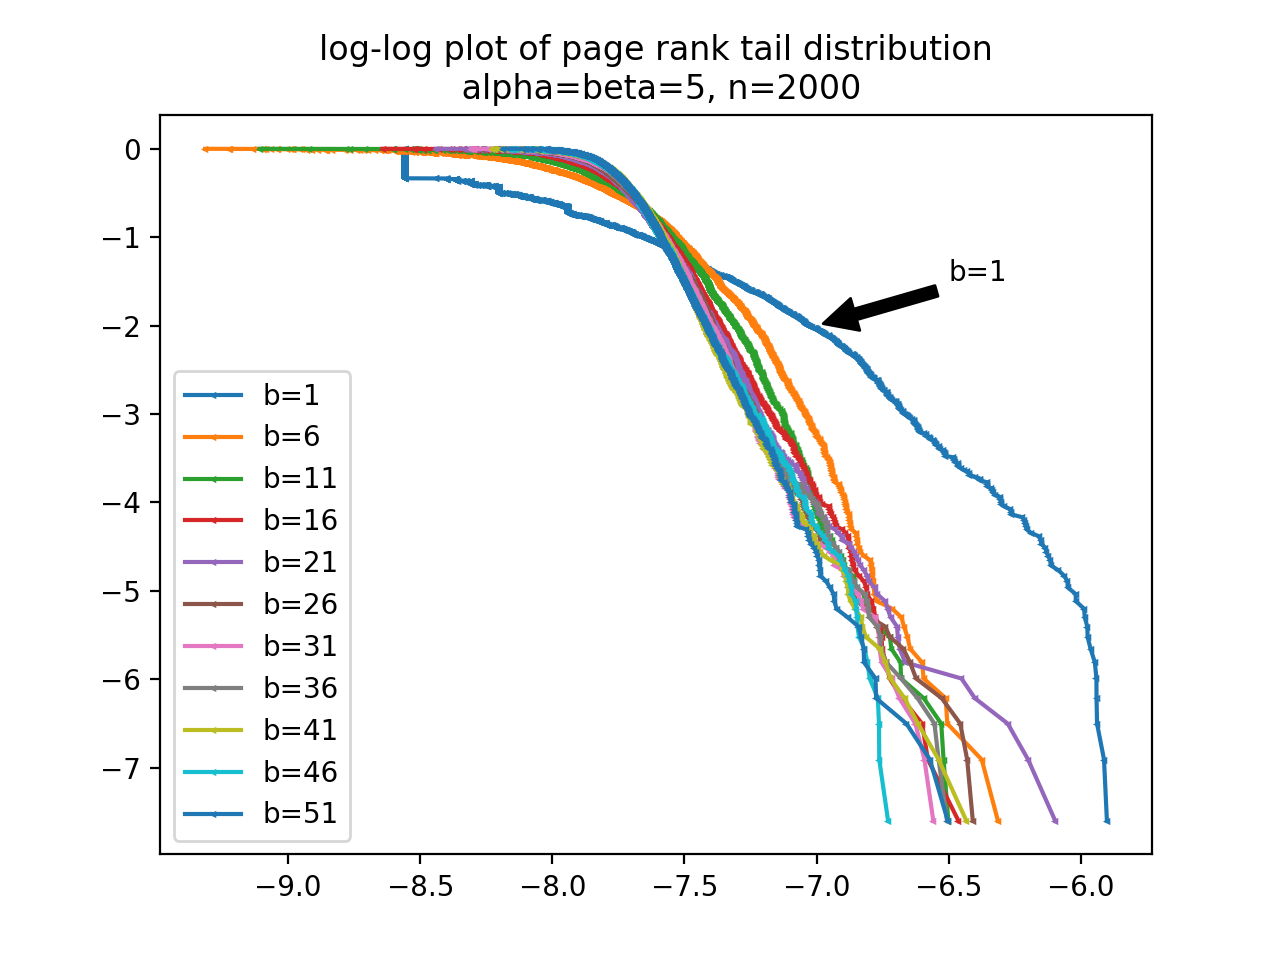 log-log plot of page rank tail distribution
alpha=beta=5, n=2000
0
−1
−2
−3
−4
−5
−6
−7
b=1
b=1
b=6
b=11
b=16
b=21
b=26
b=31
b=36
b=41
b=46
b=51
−9.0 −8.5 −8.0 −7.5 −7.0 −6.5 −6.0